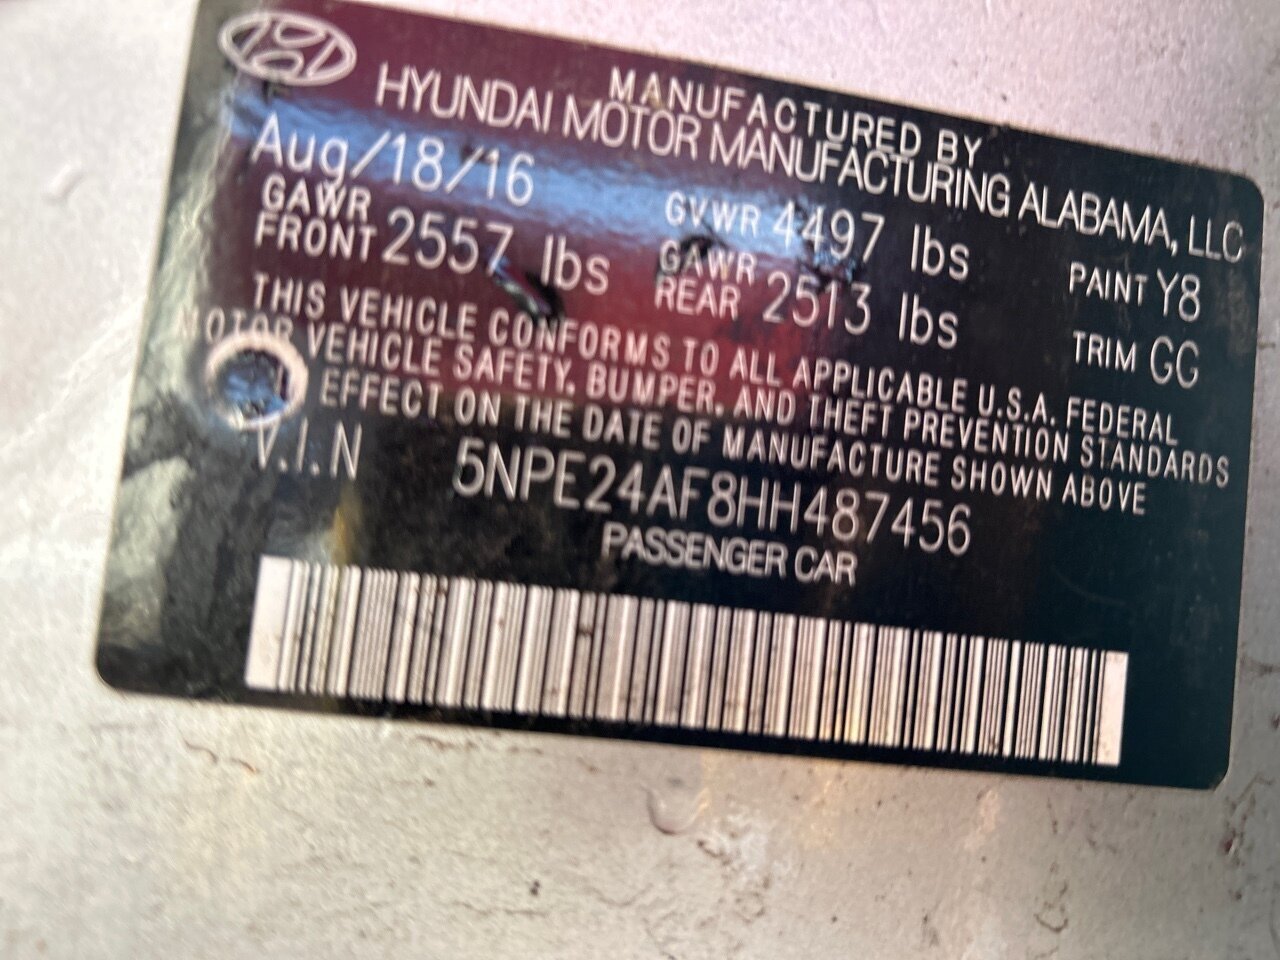 MANUFACTURED BY
HYUNDAI MOTOR MANUFACTURING ALABAMA, LLC
Aug/18/16
GVWR 4497 lbs
PAINT Y8
GAWR FRONT 2557 lbs
GAWR REAR 2513 lbs
TRIM GG
THIS VEHICLE CONFORMS TO ALL APPLICABLE U.S.A. FEDERAL
MOTOR VEHICLE SAFETY, BUMPER, AND THEFT PREVENTION STANDARDS
EFFECT ON THE DATE OF MANUFACTURE SHOWN ABOVE
V.I.N 5NPE24AF8HH487456
PASSENGER CAR